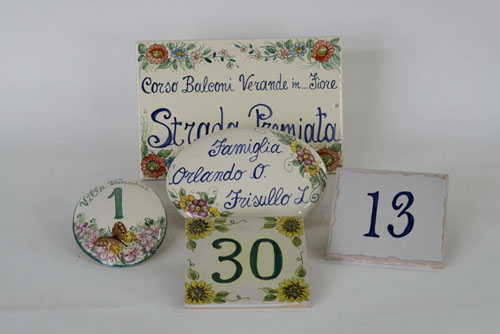 Corso Balconi Verande in... Fiore
Strada Premiata
Famiglia
Orlando O.
Frisullo L.
Villa
1
13
30